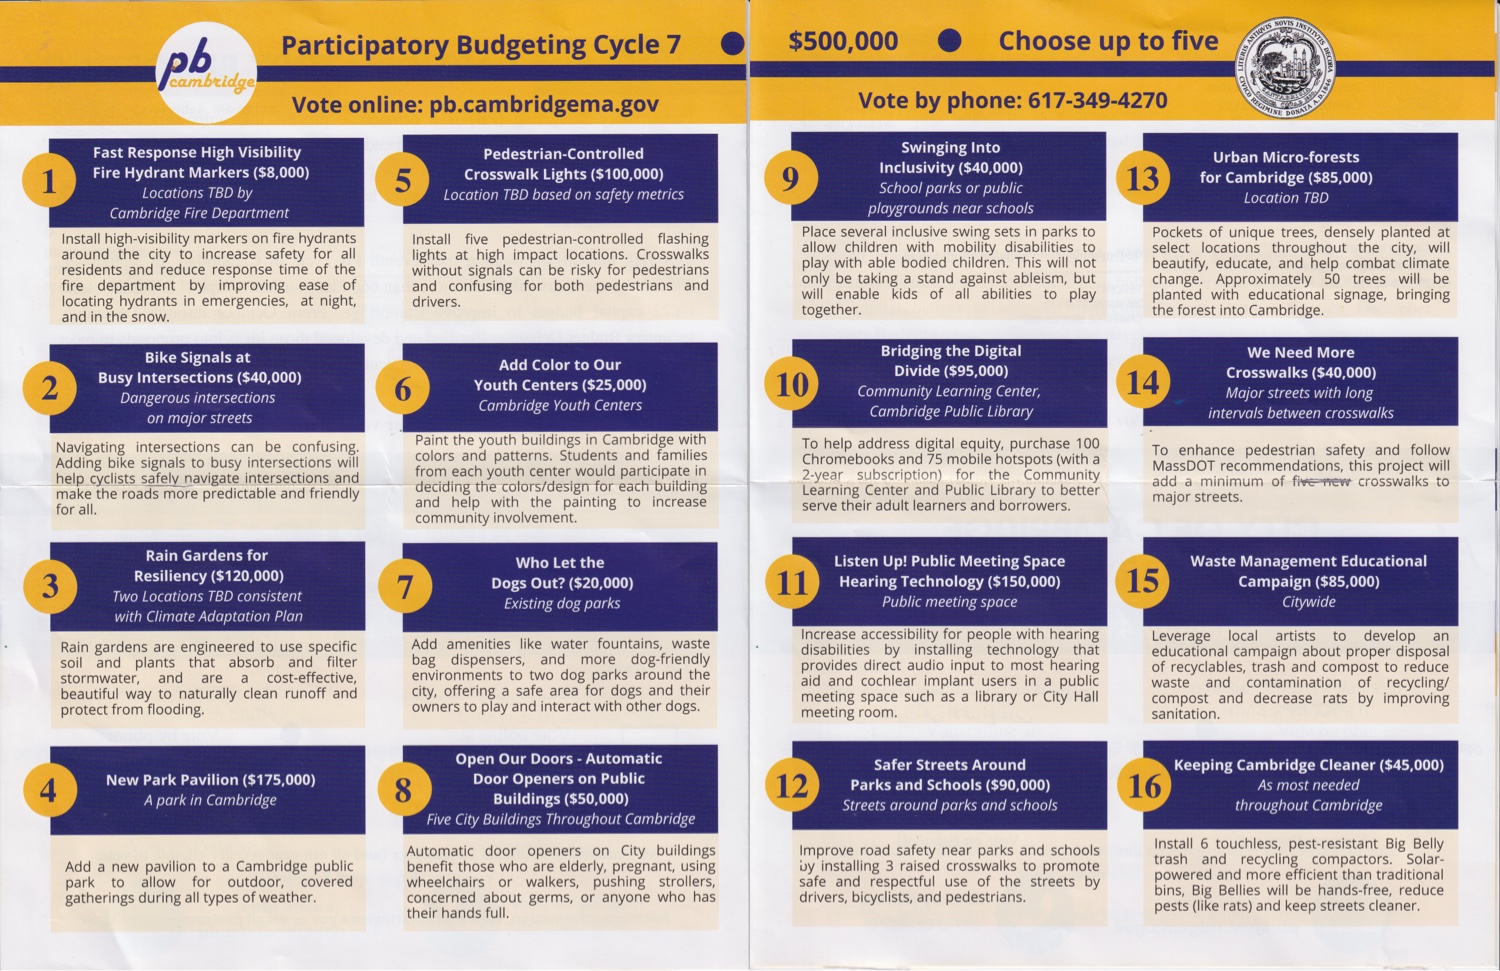 pb
cambridge
Participatory Budgeting Cycle 7
Vote online: pb.cambridgema.gov
$500,000
Choose up to five
Vote by phone: 617-349-4270
1
Fast Response High Visibility
Fire Hydrant Markers ($8,000)
Locations TBD by
Cambridge Fire Department
Install high-visibility markers on fire hydrants
around the city to increase safety for all
residents and reduce response time of the
fire department by improving ease of
locating hydrants in emergencies, at night,
and in the snow.
2
Bike Signals at
Busy Intersections ($40,000)
Dangerous intersections
on major streets
Navigating intersections can be confusing.
Adding bike signals to busy intersections will
help cyclists safely navigate intersections and
make the roads more predictable and friendly
for all.
3
Rain Gardens for
Resiliency ($120,000)
Two Locations TBD consistent
with Climate Adaptation Plan
Rain gardens are engineered to use specific
soil and plants that absorb and filter
stormwater, and are a cost-effective,
beautiful way to naturally clean runoff and
protect from flooding.
4
New Park Pavilion ($175,000)
A park in Cambridge
Add a new pavilion to a Cambridge public
park to allow for outdoor, covered
gatherings during all types of weather.
5
Pedestrian-Controlled
Crosswalk Lights ($100,000)
Location TBD based on safety metrics
Install five pedestrian-controlled flashing
lights at high impact locations. Crosswalks
without signals can be risky for pedestrians
and confusing for both pedestrians and
drivers.
6
Add Color to Our
Youth Centers ($25,000)
Cambridge Youth Centers
Paint the youth buildings in Cambridge with
colors and patterns. Students and families
from each youth center would participate in
deciding the colors/design for each building
and help with the painting to increase
community involvement.
7
Who Let the
Dogs Out? ($20,000)
Existing dog parks
Add amenities like water fountains, waste
bag dispensers, and more dog-friendly
environments to two dog parks around the
city, offering a safe area for dogs and their
owners to play and interact with other dogs.
8
Open Our Doors - Automatic
Door Openers on Public
Buildings ($50,000)
Five City Buildings Throughout Cambridge
Automatic door openers on City buildings
benefit those who are elderly, pregnant, using
wheelchairs or walkers, pushing strollers,
concerned about germs, or anyone who has
their hands full.
9
Swinging Into
Inclusivity ($40,000)
School parks or public
playgrounds near schools
Place several inclusive swing sets in parks to
allow children with mobility disabilities to
play with able bodied children. This will not
only be taking a stand against ableism, but
will enable kids of all abilities to play
together.
10
Bridging the Digital
Divide ($95,000)
Community Learning Center,
Cambridge Public Library
To help address digital equity, purchase 100
Chromebooks and 75 mobile hotspots (with a
2-year subscription) for the Community
Learning Center and Public Library to better
serve their adult learners and borrowers.
11
Listen Up! Public Meeting Space
Hearing Technology ($150,000)
Public meeting space
Increase accessibility for people with hearing
disabilities by installing technology that
provides direct audio input to most hearing
aid and cochlear implant users in a public
meeting space such as a library or City Hall
meeting room.
12
Safer Streets Around
Parks and Schools ($90,000)
Streets around parks and schools
Improve road safety near parks and schools
by installing 3 raised crosswalks to promote
safe and respectful use of the streets by
drivers, bicyclists, and pedestrians.
13
Urban Micro-forests
for Cambridge ($85,000)
Location TBD
Pockets of unique trees, densely planted at
select locations throughout the city, will
beautify, educate, and help combat climate
change. Approximately 50 trees will be
planted with educational signage, bringing
the forest into Cambridge.
14
We Need More
Crosswalks ($40,000)
Major streets with long
intervals between crosswalks
To enhance pedestrian safety and follow
MassDOT recommendations, this project will
add a minimum of five new crosswalks to
major streets.
15
Waste Management Educational
Campaign ($85,000)
Citywide
Leverage local artists to develop an
educational campaign about proper disposal
of recyclables, trash and compost to reduce
waste and contamination of recycling/
compost and decrease rats by improving
sanitation.
16
Keeping Cambridge Cleaner ($45,000)
As most needed
throughout Cambridge
Install 6 touchless, pest-resistant Big Belly
trash and recycling compactors. Solar-
powered and more efficient than traditional
bins, Big Bellies will be hands-free, reduce
pests (like rats) and keep streets cleaner.